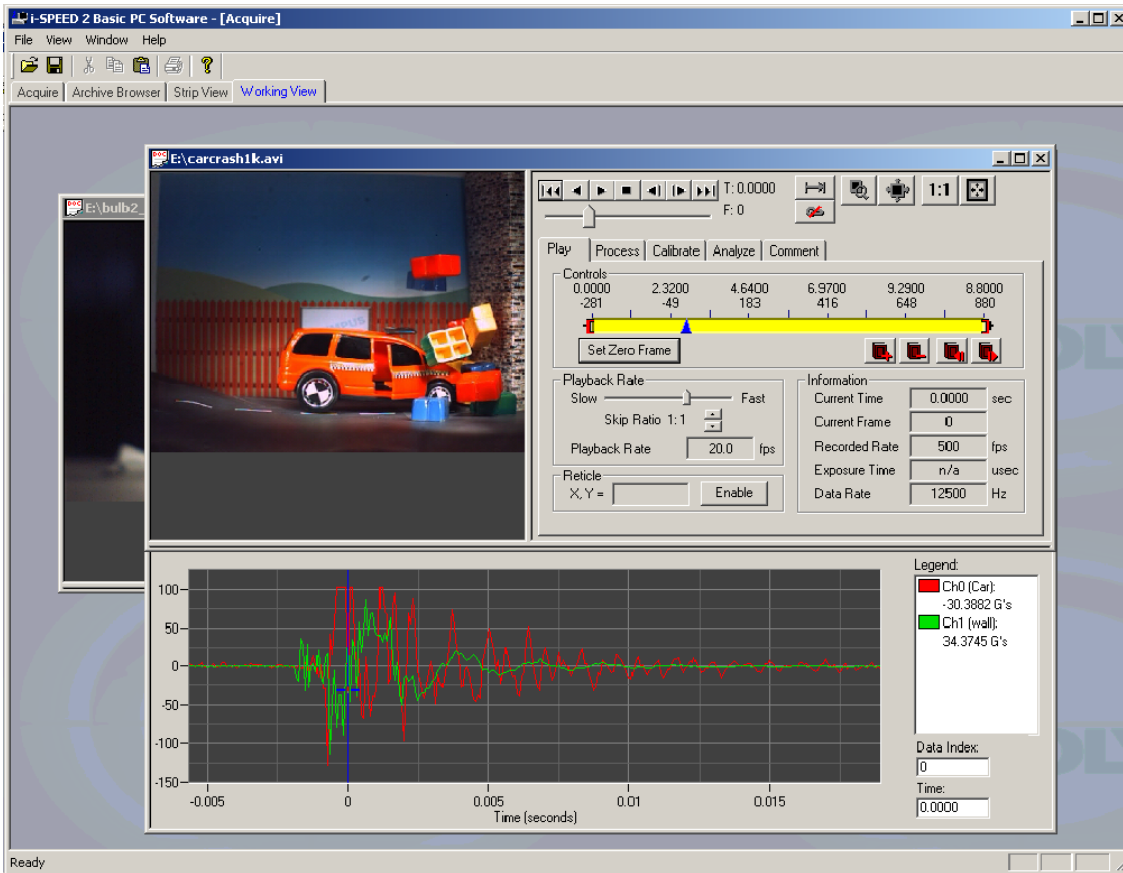 i-SPEED 2 Basic PC Software - [Acquire]
File View Window Help
Acquire Archive Browser Strip View Working View
E:\bulb2_
E:\carcrash1k.avi
T: 0.0000
F: 0
1:1
Play Process Calibrate Analyze Comment
Controls
0.0000 2.3200 4.6400 6.9700 9.2900 8.8000
-281 -49 183 416 648 880
Set Zero Frame
Playback Rate
Slow Fast
Skip Ratio 1:1
Playback Rate 20.0 fps
Reticle
X, Y = Enable
Information
Current Time 0.0000 sec
Current Frame 0
Recorded Rate 500 fps
Exposure Time n/a usec
Data Rate 12500 Hz
100
50
0
-50
-100
-150
-0.005 0 0.005 0.01 0.015
Time (seconds)
Legend:
Ch0 (Car):
-30.3882 G's
Ch1 (wall):
34.3745 G's
Data Index:
0
Time:
0.0000
Ready